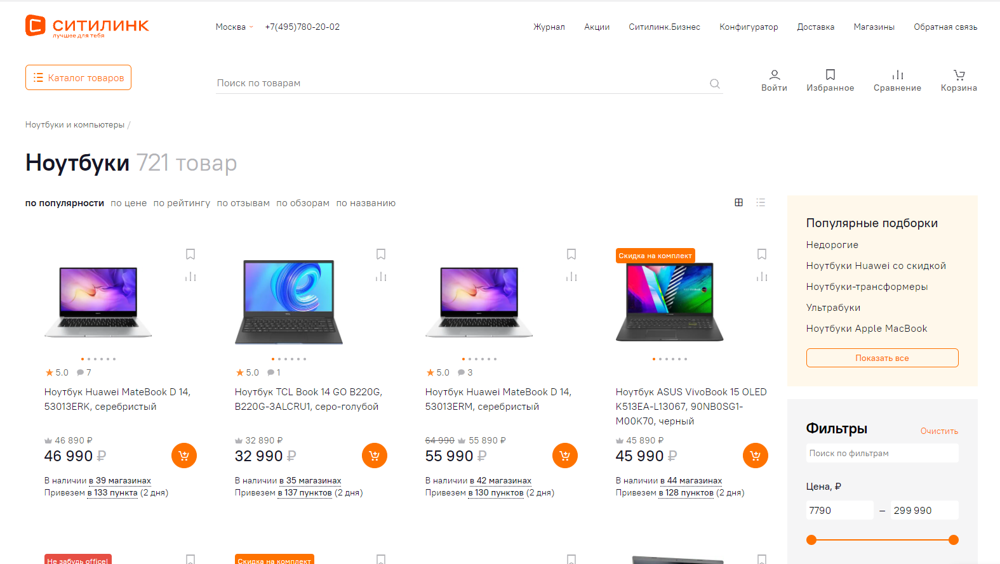 СИТИЛИНК
лучшее для тебя
Москва
+7(495)780-20-02
Журнал
Акции
Ситилинк.Бизнес
Конфигуратор
Доставка
Магазины
Обратная связь
Каталог товаров
Поиск по товарам
Войти
Избранное
Сравнение
Корзина
Ноутбуки и компьютеры /
Ноутбуки 721 товар
по популярности по цене по рейтингу по отзывам по обзорам по названию
5.0 7
Ноутбук Huawei MateBook D 14,
53013ERK, серебристый
46 890 ₽
46 990 ₽
В наличии в 39 магазинах
Привезем в 133 пункта (2 дня)
5.0 1
Ноутбук TCL Book 14 GO B220G,
B220G-3ALCRU1, серо-голубой
32 890 ₽
32 990 ₽
В наличии в 35 магазинах
Привезем в 137 пунктов (2 дня)
5.0 3
Ноутбук Huawei MateBook D 14,
53013ERM, серебристый
64 990 55 890 ₽
55 990 ₽
В наличии в 42 магазинах
Привезем в 130 пунктов (2 дня)
Скидка на комплект
Ноутбук ASUS VivoBook 15 OLED
K513EA-L13067, 90NB0SG1-
M00K70, черный
45 890 ₽
45 990 ₽
В наличии в 44 магазинах
Привезем в 128 пунктов (2 дня)
Не забудь office!
Скидка на комплект
Популярные подборки
Недорогие
Ноутбуки Huawei со скидкой
Ноутбуки-трансформеры
Ультрабуки
Ноутбуки Apple MacBook
Показать все
Фильтры
Очистить
Поиск по фильтрам
Цена, ₽
7790 – 299 990